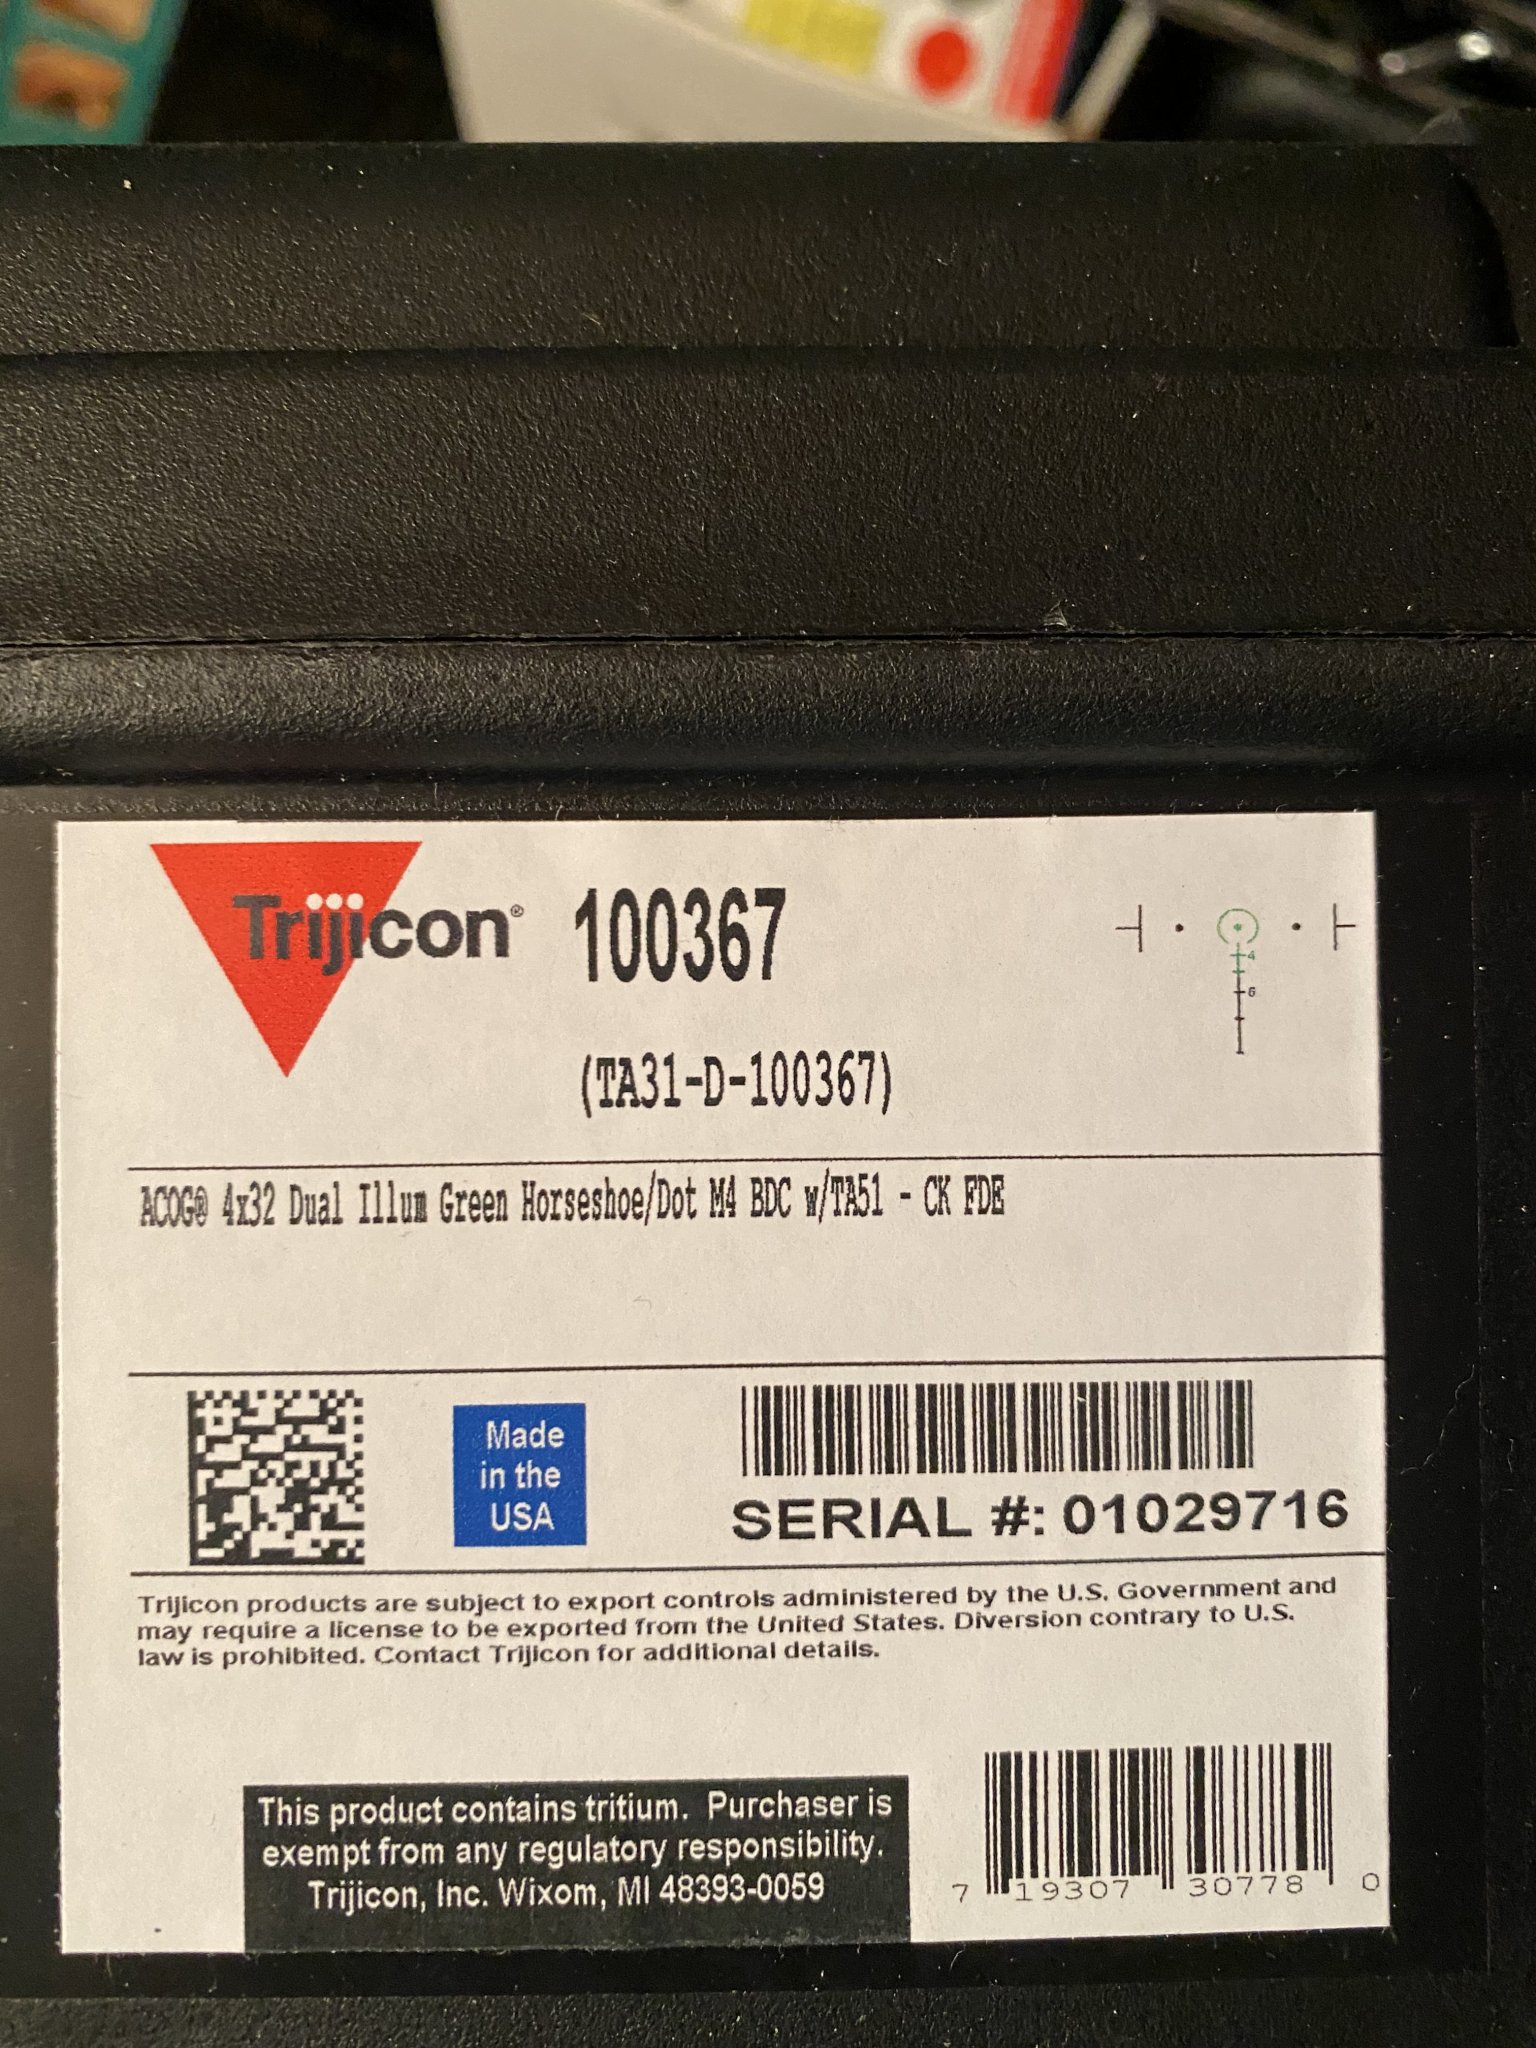 Trijicon®
100367
4
6
(TA31-D-100367)
ACOG® 4x32 Dual Illum Green Horseshoe/Dot M4 BDC w/TA51 - CK FDE
Made
in the
USA
SERIAL #: 01029716
Trijicon products are subject to export controls administered by the U.S. Government and
may require a license to be exported from the United States. Diversion contrary to U.S.
law is prohibited. Contact Trijicon for additional details.
This product contains tritium. Purchaser is
exempt from any regulatory responsibility.
Trijicon, Inc. Wixom, MI 48393-0059
7 19307 30778 0